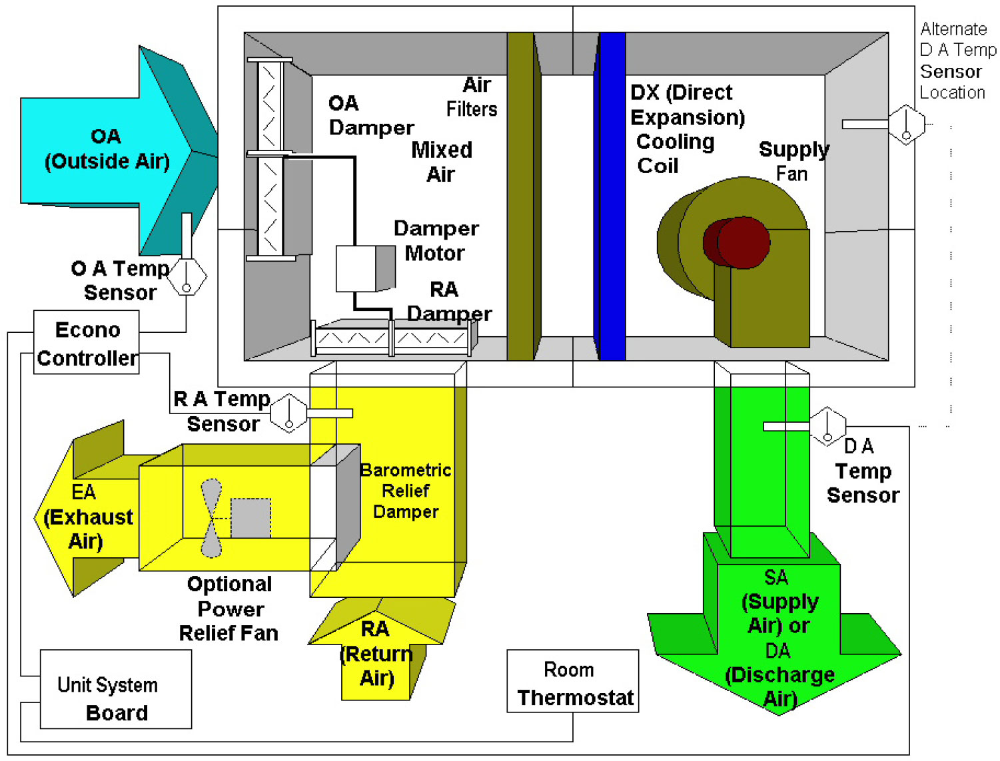 Alternate
D A Temp
Sensor
Location
OA
(Outside Air)
OA
Damper
Air
Filters
Mixed
Air
DX (Direct
Expansion)
Cooling
Coil
Supply
Fan
Damper
Motor
RA
Damper
O A Temp
Sensor
Econo
Controller
R A Temp
Sensor
Barometric
Relief
Damper
D A
Temp
Sensor
EA
(Exhaust
Air)
Optional
Power
Relief Fan
RA
(Return
Air)
SA
(Supply
Air) or
DA
(Discharge
Air)
Unit System
Board
Room
Thermostat